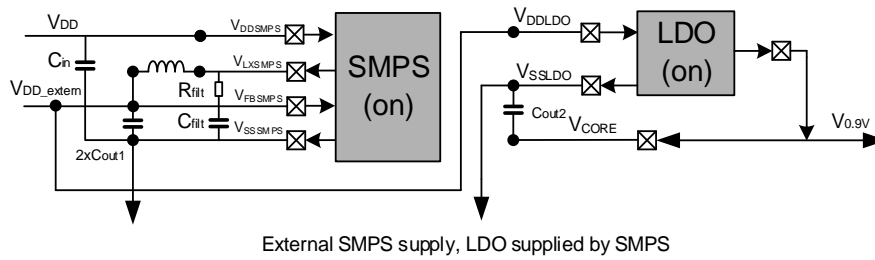 VDD
VDDSMPS
Cin
VLXSMPS
Rfilt
VDD_extern
VFBSMPS
Cfilt
VSSSMPS
2xCout1
SMPS
(on)
VDDLDO
LDO
(on)
VSSLDO
Cout2
VCORE
V0.9V
External SMPS supply, LDO supplied by SMPS